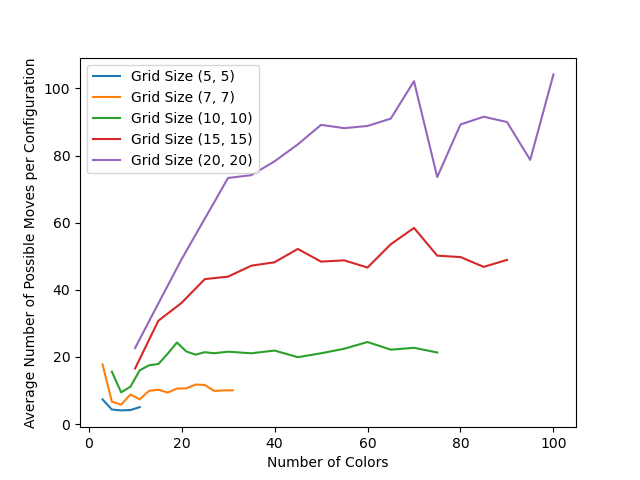 Grid Size (5, 5)
Grid Size (7, 7)
Grid Size (10, 10)
Grid Size (15, 15)
Grid Size (20, 20)
Average Number of Possible Moves per Configuration
100
80
60
40
20
0
0 20 40 60 80 100
Number of Colors